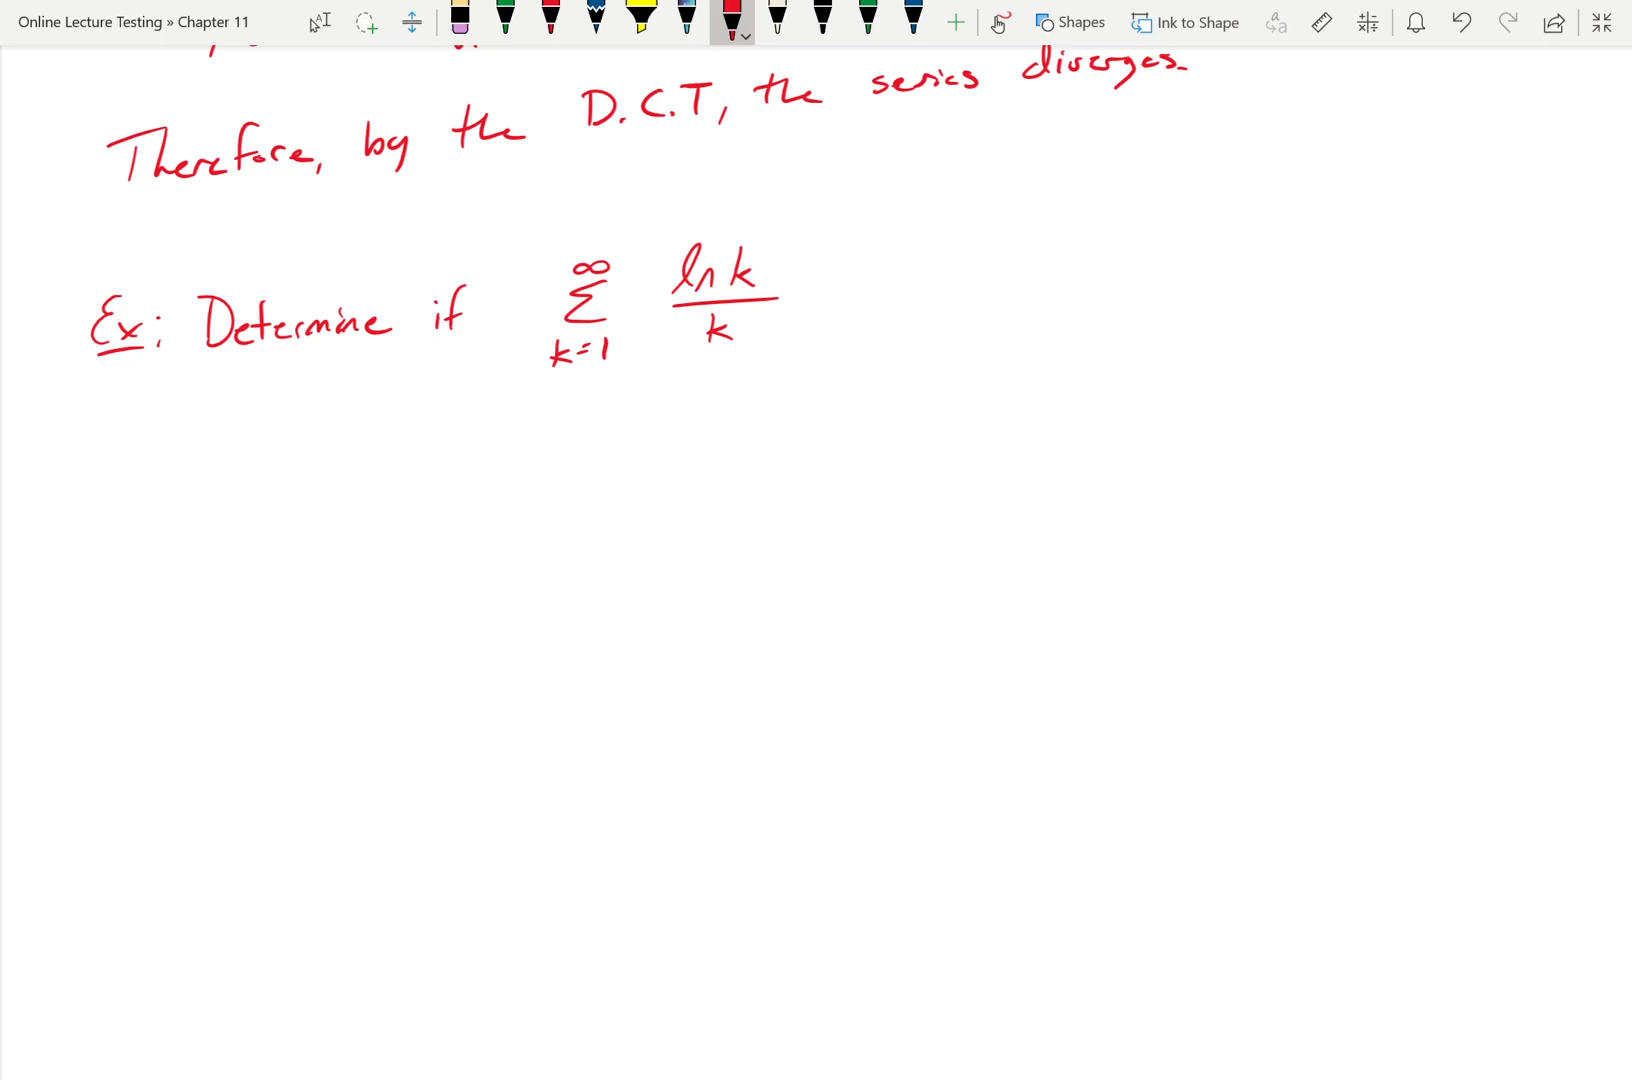 Online Lecture Testing » Chapter 11 Shapes Ink to Shape
Therefore, by the D.C.T, the series diverges.
Ex: Determine if ∞ Σ k=1 ln k / k